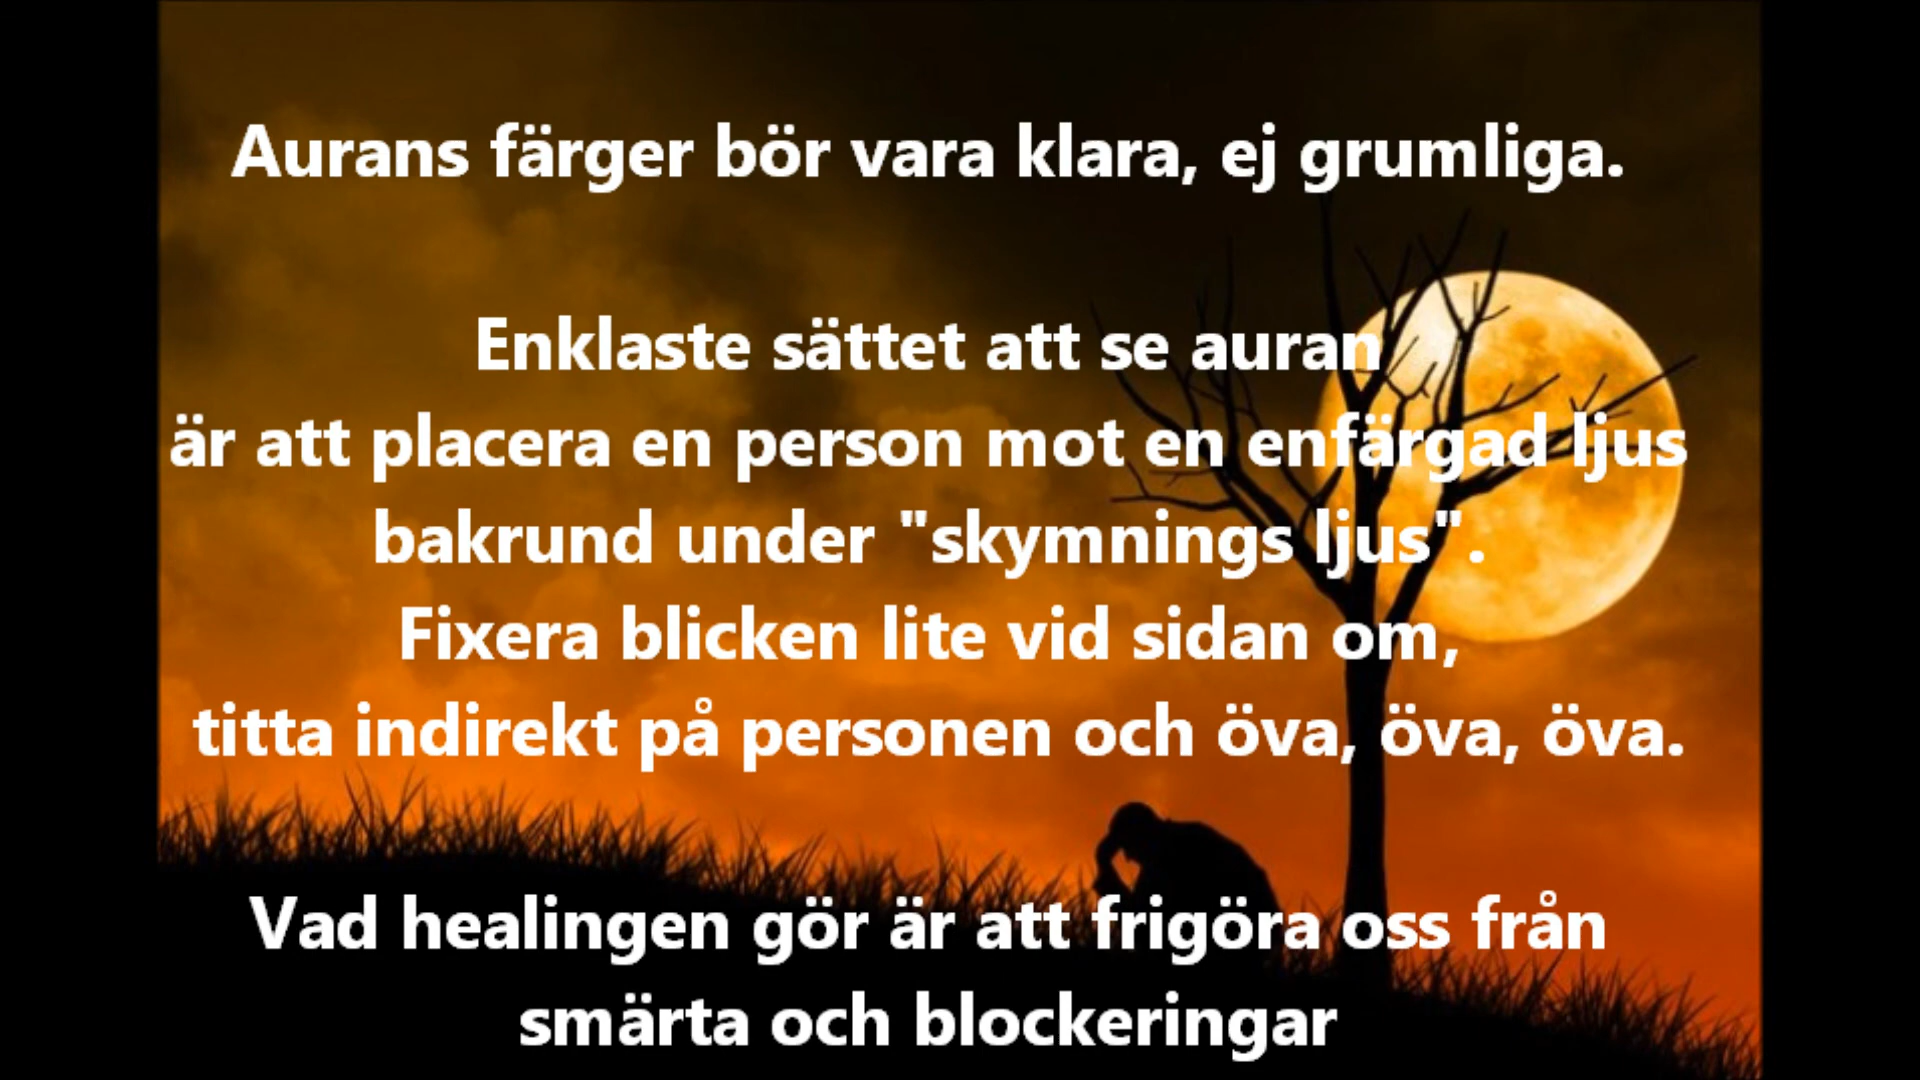 Aurans färger bör vara klara, ej grumliga.
Enklaste sättet att se auran
är att placera en person mot en enfärgad ljus
bakrund under "skymnings ljus".
Fixera blicken lite vid sidan om,
titta indirekt på personen och öva, öva, öva.
Vad healingen gör är att frigöra oss från
smärta och blockeringar